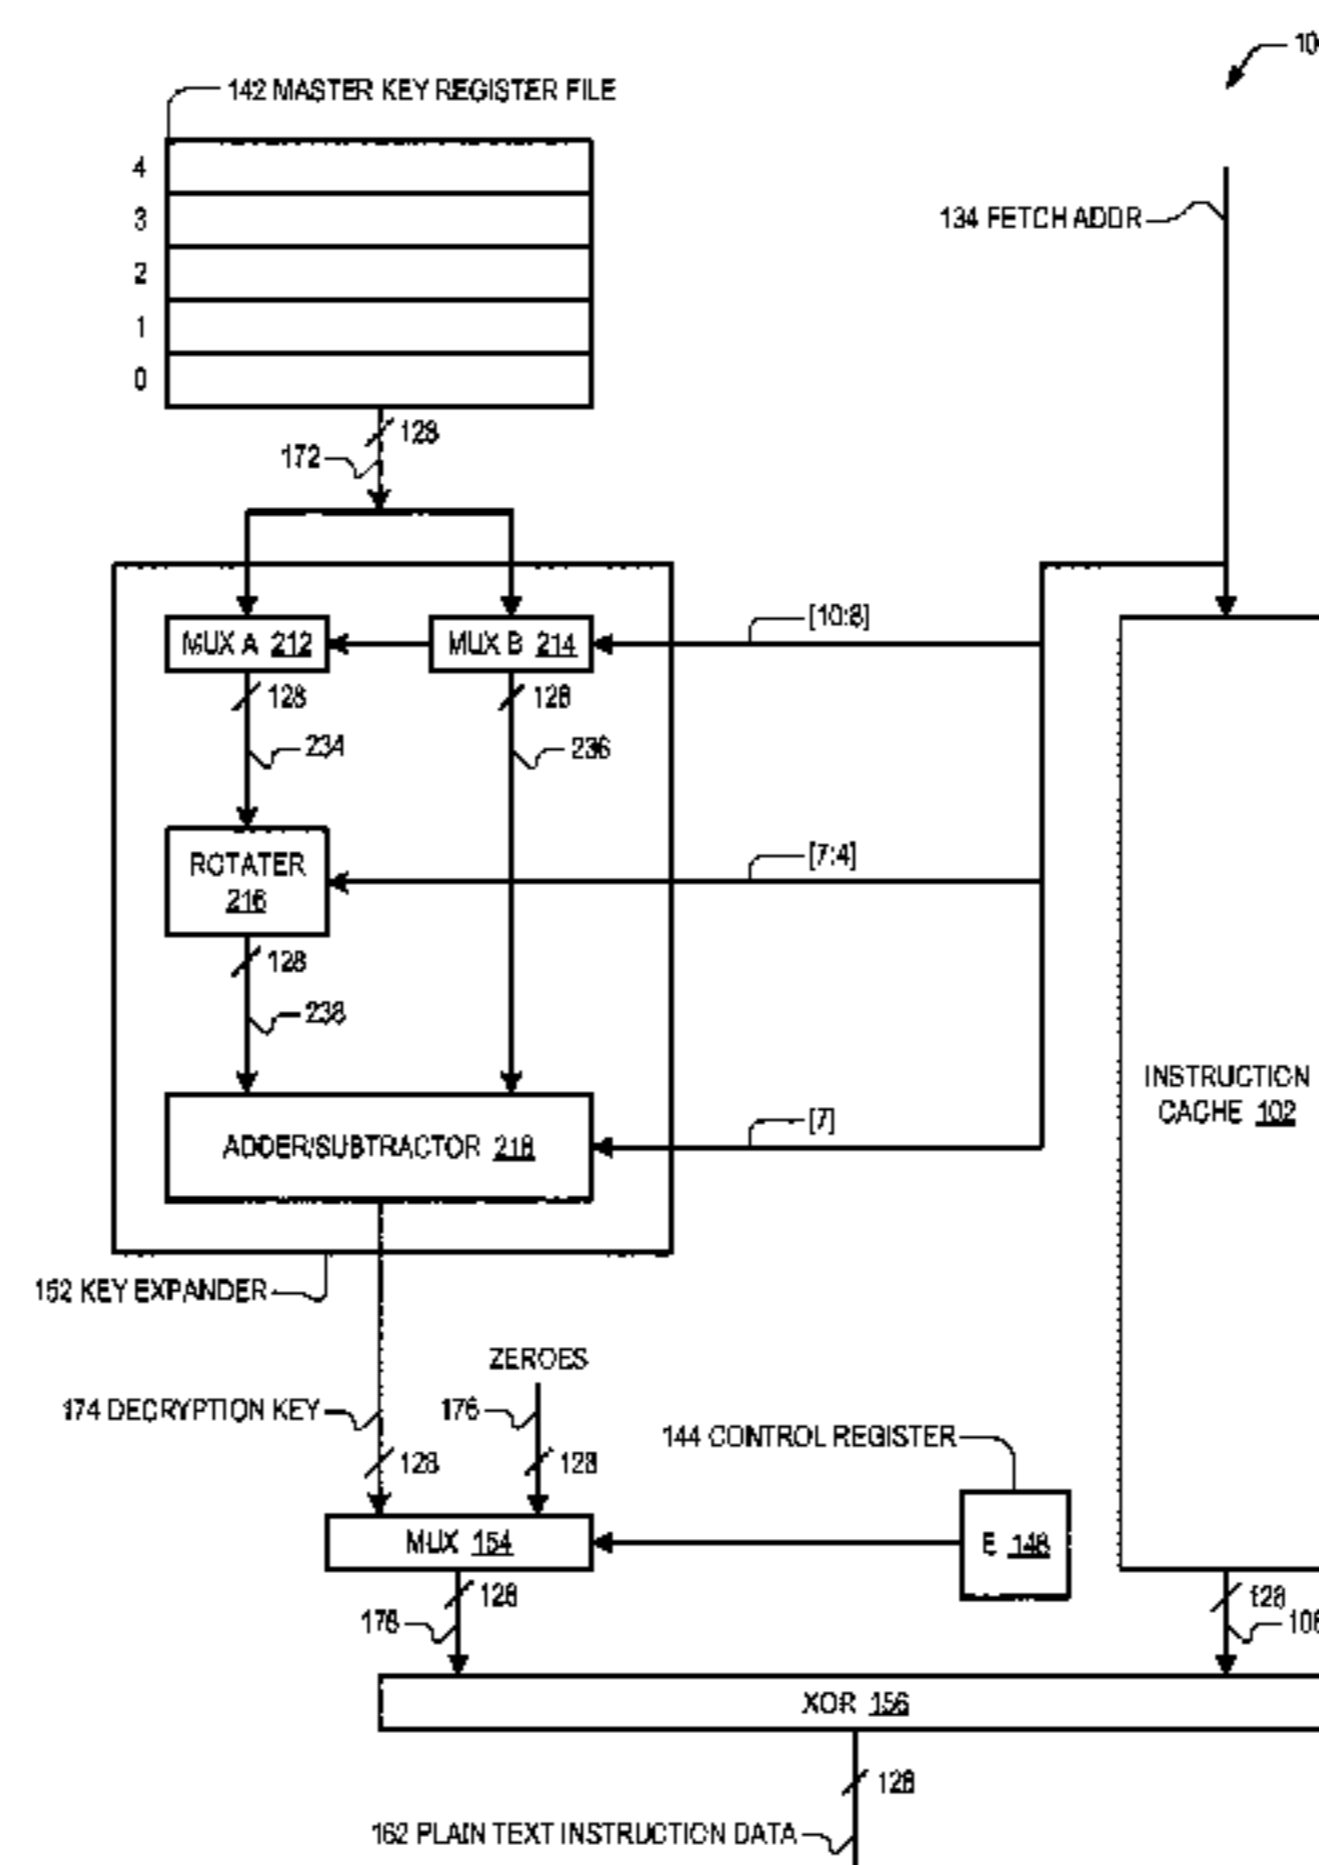 10
142 MASTER KEY REGISTER FILE
4
134 FETCH ADDR
3
2
1
0
128
172
[10:8]
MUX A 212
MUX B 214
128
128
234
236
[7:4]
ROTATER
216
128
238
INSTRUCTION
CACHE 102
[7]
ADDER/SUBTRACTOR 218
152 KEY EXPANDER
ZEROES
174 DECRYPTION KEY
176
144 CONTROL REGISTER
128
128
MUX 154
E 148
128
178
128
106
XOR 156
128
162 PLAIN TEXT INSTRUCTION DATA